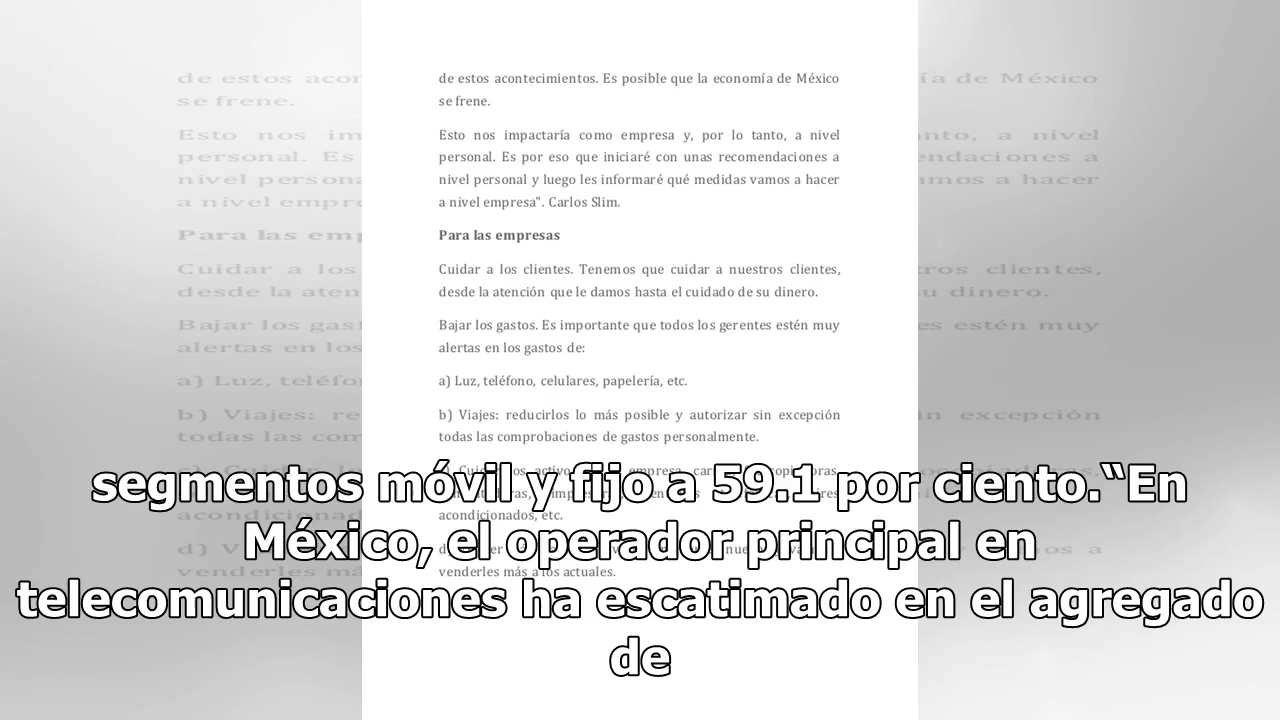 de estos acontecimientos. Es posible que la economía de México
se frene.
Esto nos impactaría como empresa y, por lo tanto, a nivel
personal. Es por eso que iniciaré con unas recomendaciones a
nivel personal y luego les informaré qué medidas vamos a hacer
a nivel empresa". Carlos Slim.
Para las empresas
Cuidar a los clientes. Tenemos que cuidar a nuestros clientes,
desde la atención que le damos hasta el cuidado de su dinero.
Bajar los gastos. Es importante que todos los gerentes estén muy
alertas en los gastos de:
a) Luz, teléfono, celulares, papelería, etc.
b) Viajes: reducirlos lo más posible y autorizar sin excepción
todas las comprobaciones de gastos personalmente.
acondicionados, etc.
venderles más a los actuales.
segmentos móvil y fijo a 59.1 por ciento.“En
México, el operador principal en
telecomunicaciones ha escatimado en el agregado
de